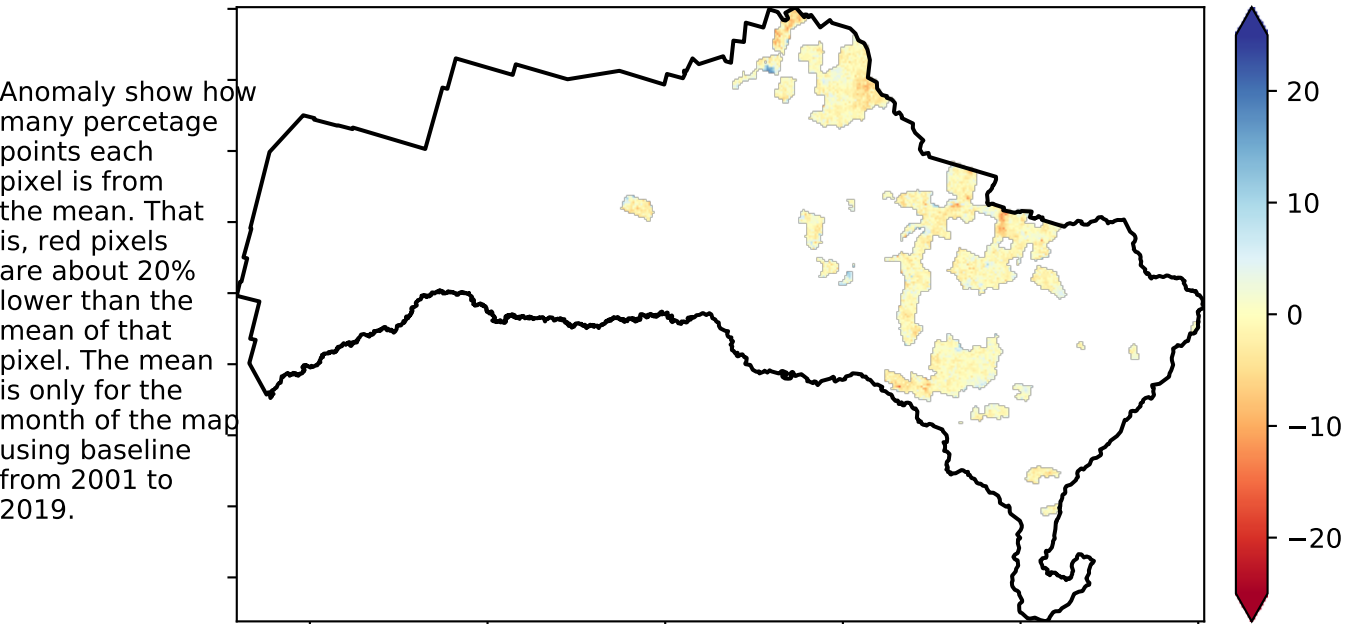 Anomaly show how
many percetage
points each
pixel is from
the mean. That
is, red pixels
are about 20%
lower than the
mean of that
pixel. The mean
is only for the
month of the map
using baseline
from 2001 to
2019.
20
10
0
−10
−20